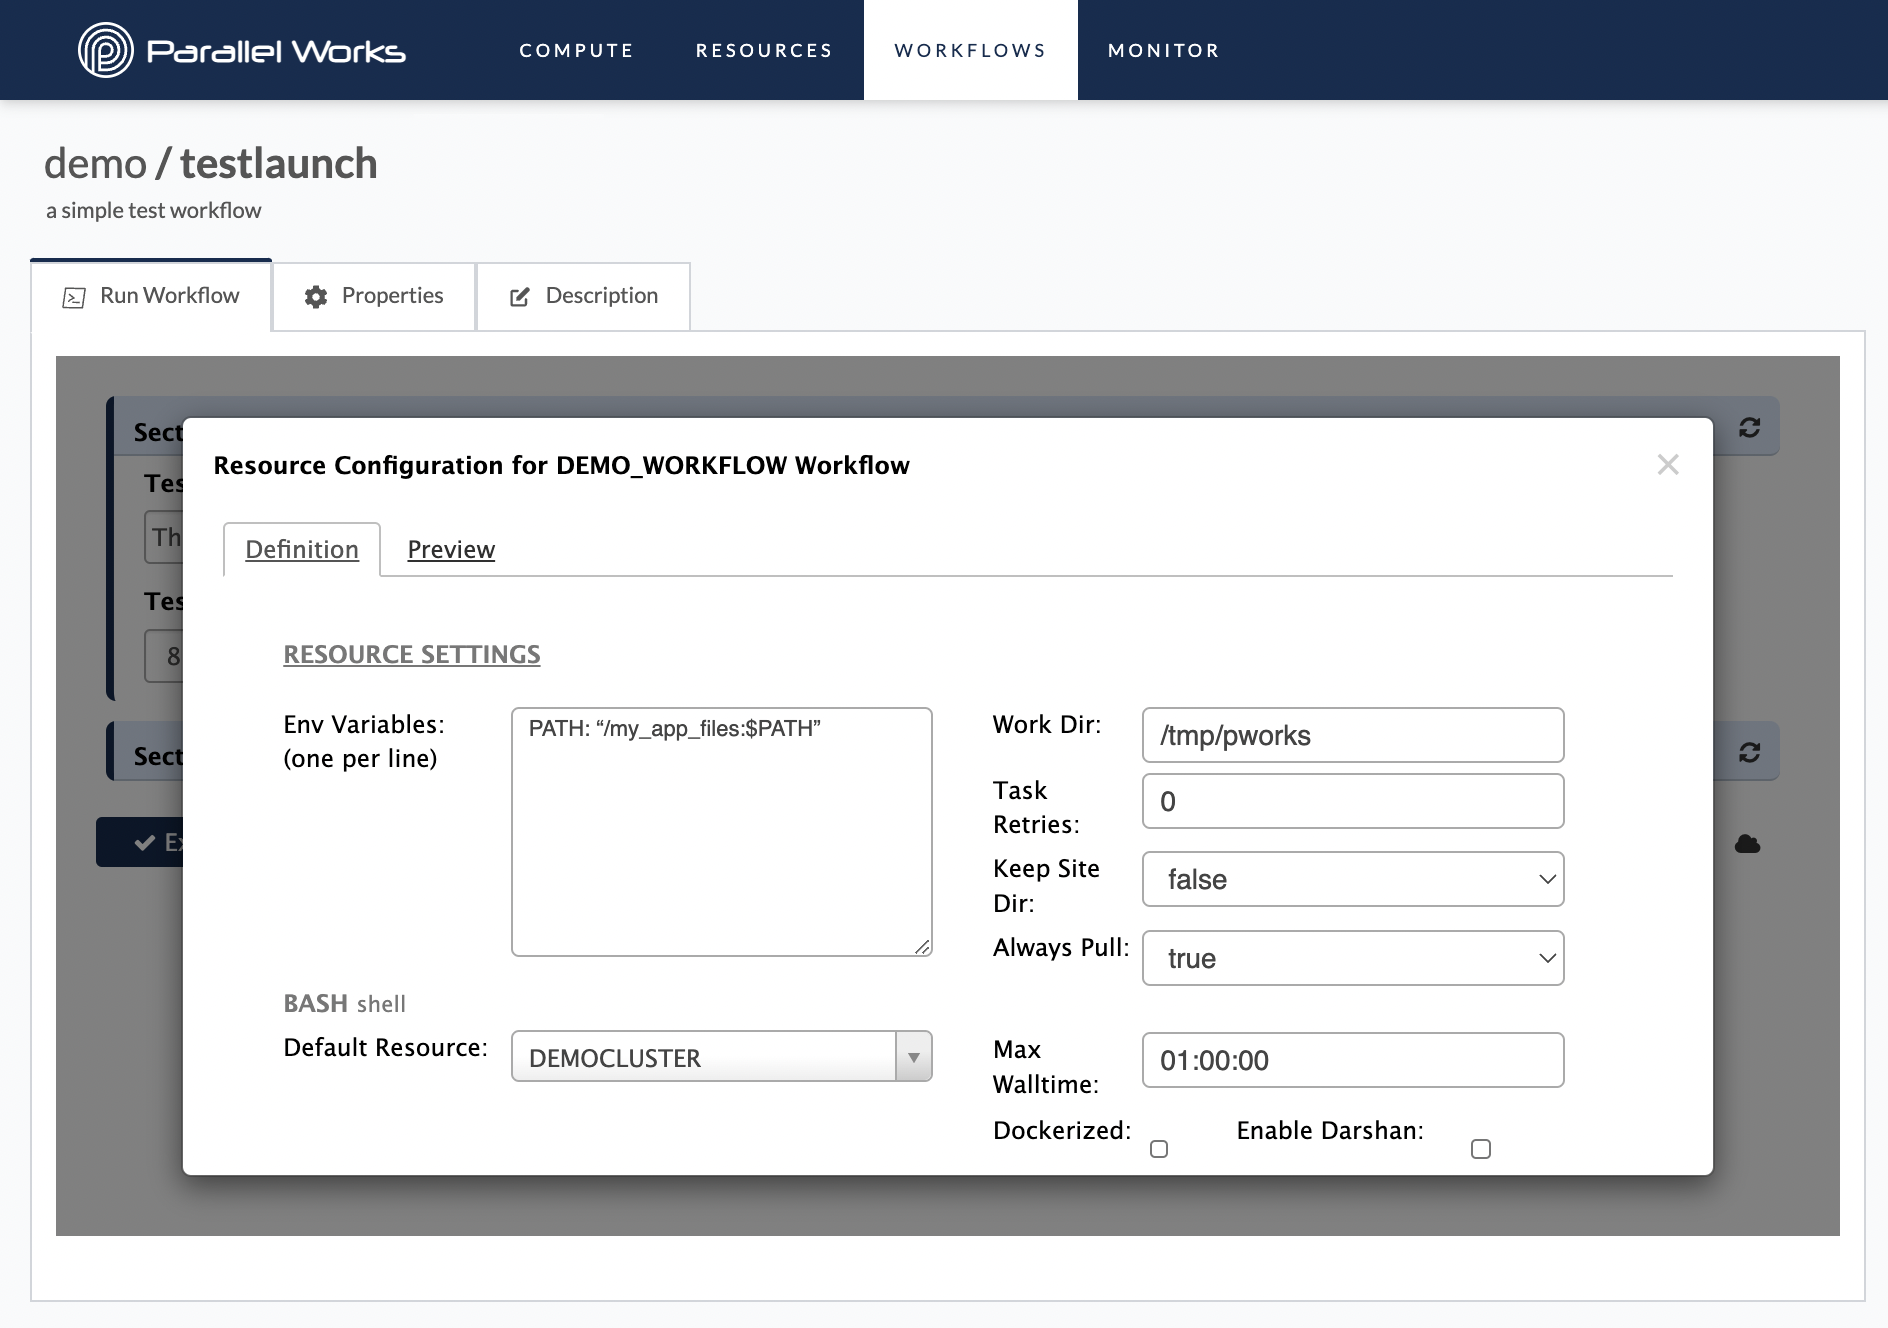 Parallel Works
COMPUTE
RESOURCES
WORKFLOWS
MONITOR
demo / testlaunch
a simple test workflow
Run Workflow
Properties
Description
Resource Configuration for DEMO_WORKFLOW Workflow
Definition
Preview
RESOURCE SETTINGS
Env Variables:
(one per line)
PATH: “/my_app_files:$PATH”
Work Dir:
/tmp/pworks
Task
Retries:
0
Keep Site
Dir:
false
Always Pull:
true
BASH shell
Default Resource:
DEMOCLUSTER
Max
Walltime:
01:00:00
Dockerized:
Enable Darshan:
Sect
Tes
Th
Tes
8
Sect